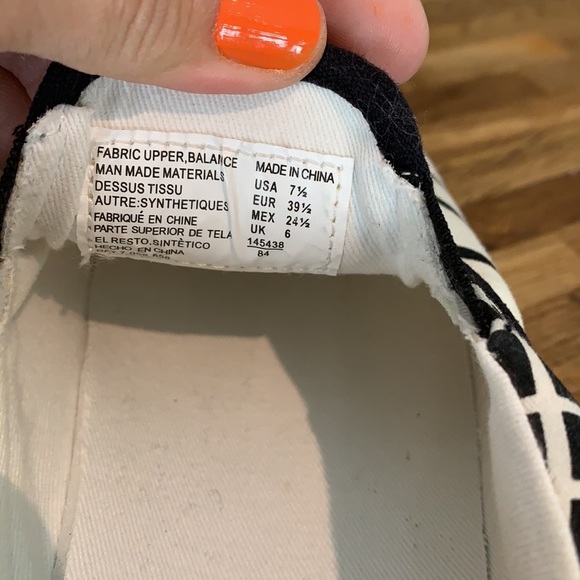 FABRIC UPPER,BALANCE
MAN MADE MATERIALS
DESSUS TISSU
AUTRE:SYNTHETIQUES
FABRIQUÉ EN CHINE
PARTE SUPERIOR DE TELA
EL RESTO.SINTÈTICO
HECHO EN CHINA
MADE IN CHINA
USA 7½
EUR 39½
MEX 24½
UK 6
145438
84